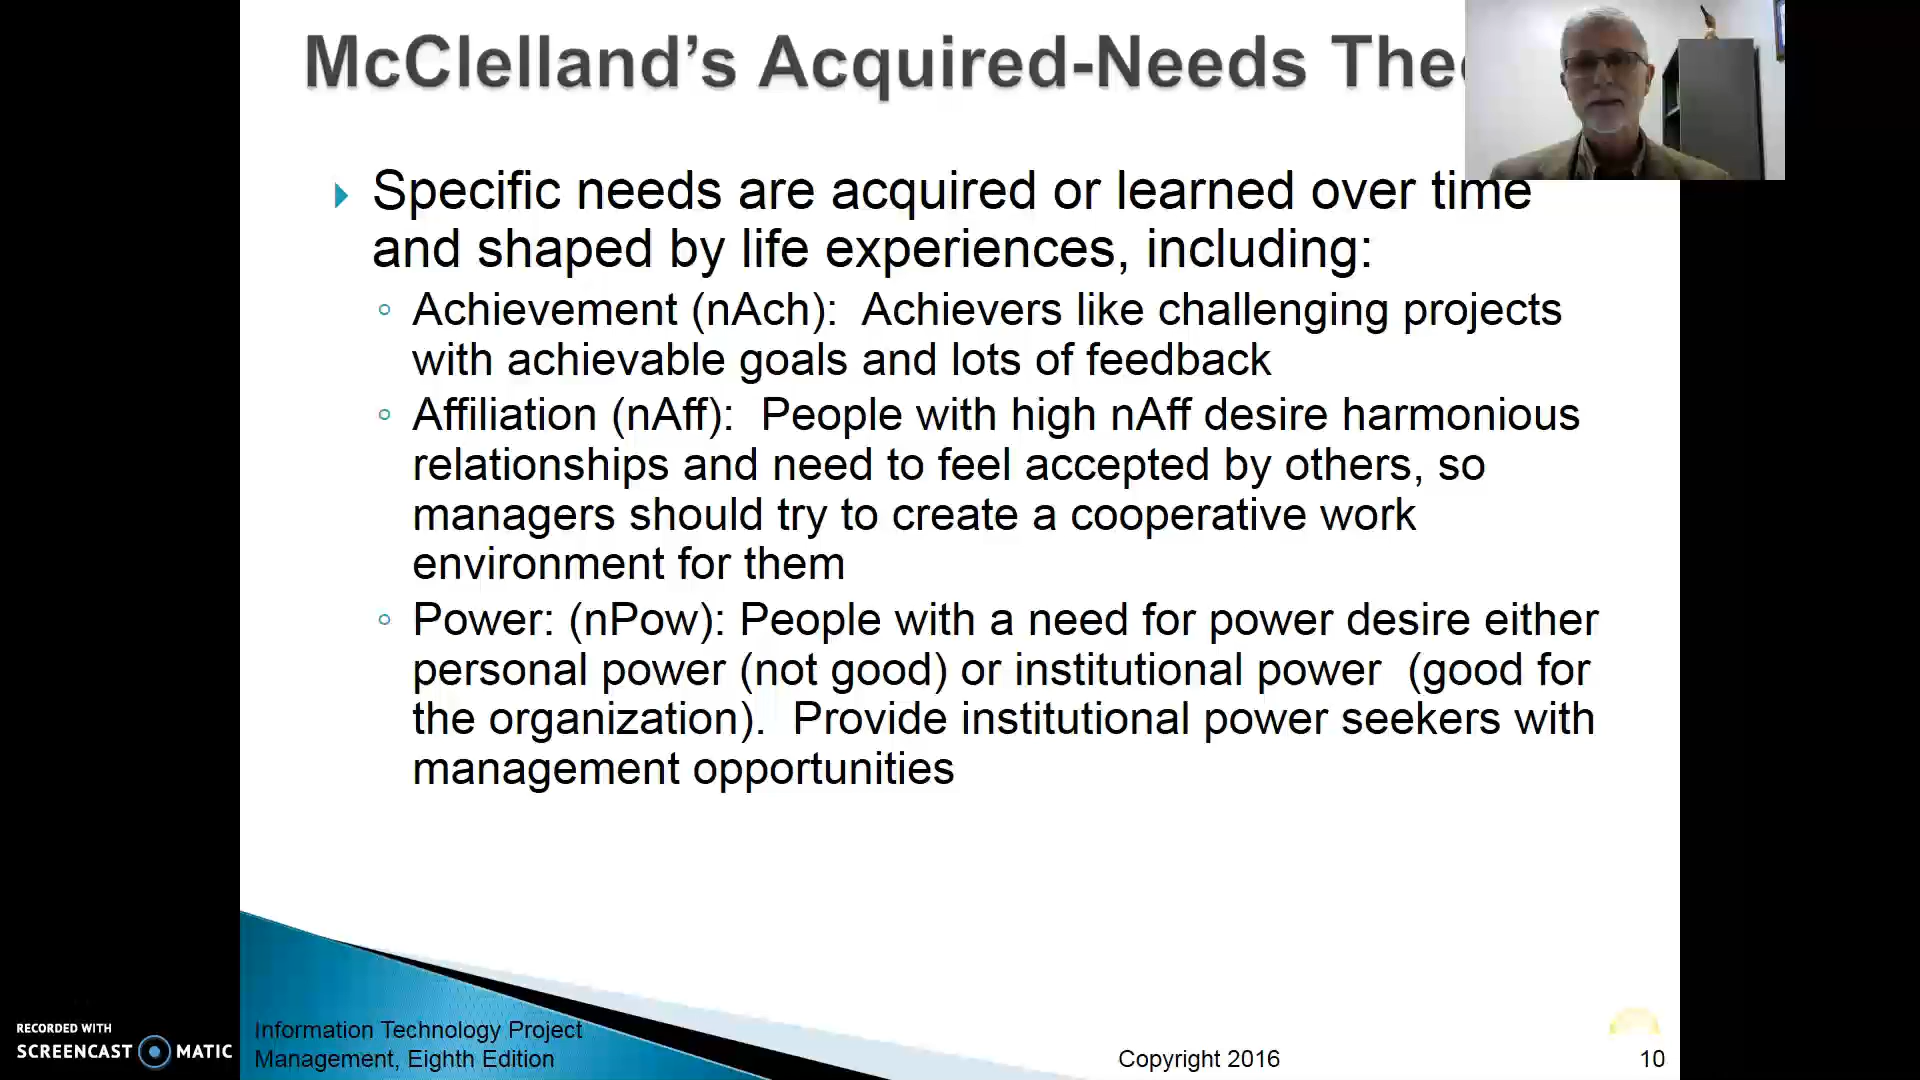 McClelland’s Acquired-Needs
Specific needs are acquired or learned over time
and shaped by life experiences, including:
Achievement (nAch):  Achievers like challenging projects
with achievable goals and lots of feedback
Affiliation (nAff):  People with high nAff desire harmonious
relationships and need to feel accepted by others, so
managers should try to create a cooperative work
environment for them
Power: (nPow): People with a need for power desire either
personal power (not good) or institutional power  (good for
the organization).  Provide institutional power seekers with
management opportunities
RECORDED WITH
SCREENCAST MATIC
Information Technology Project
Management, Eighth Edition
Copyright 2016
10